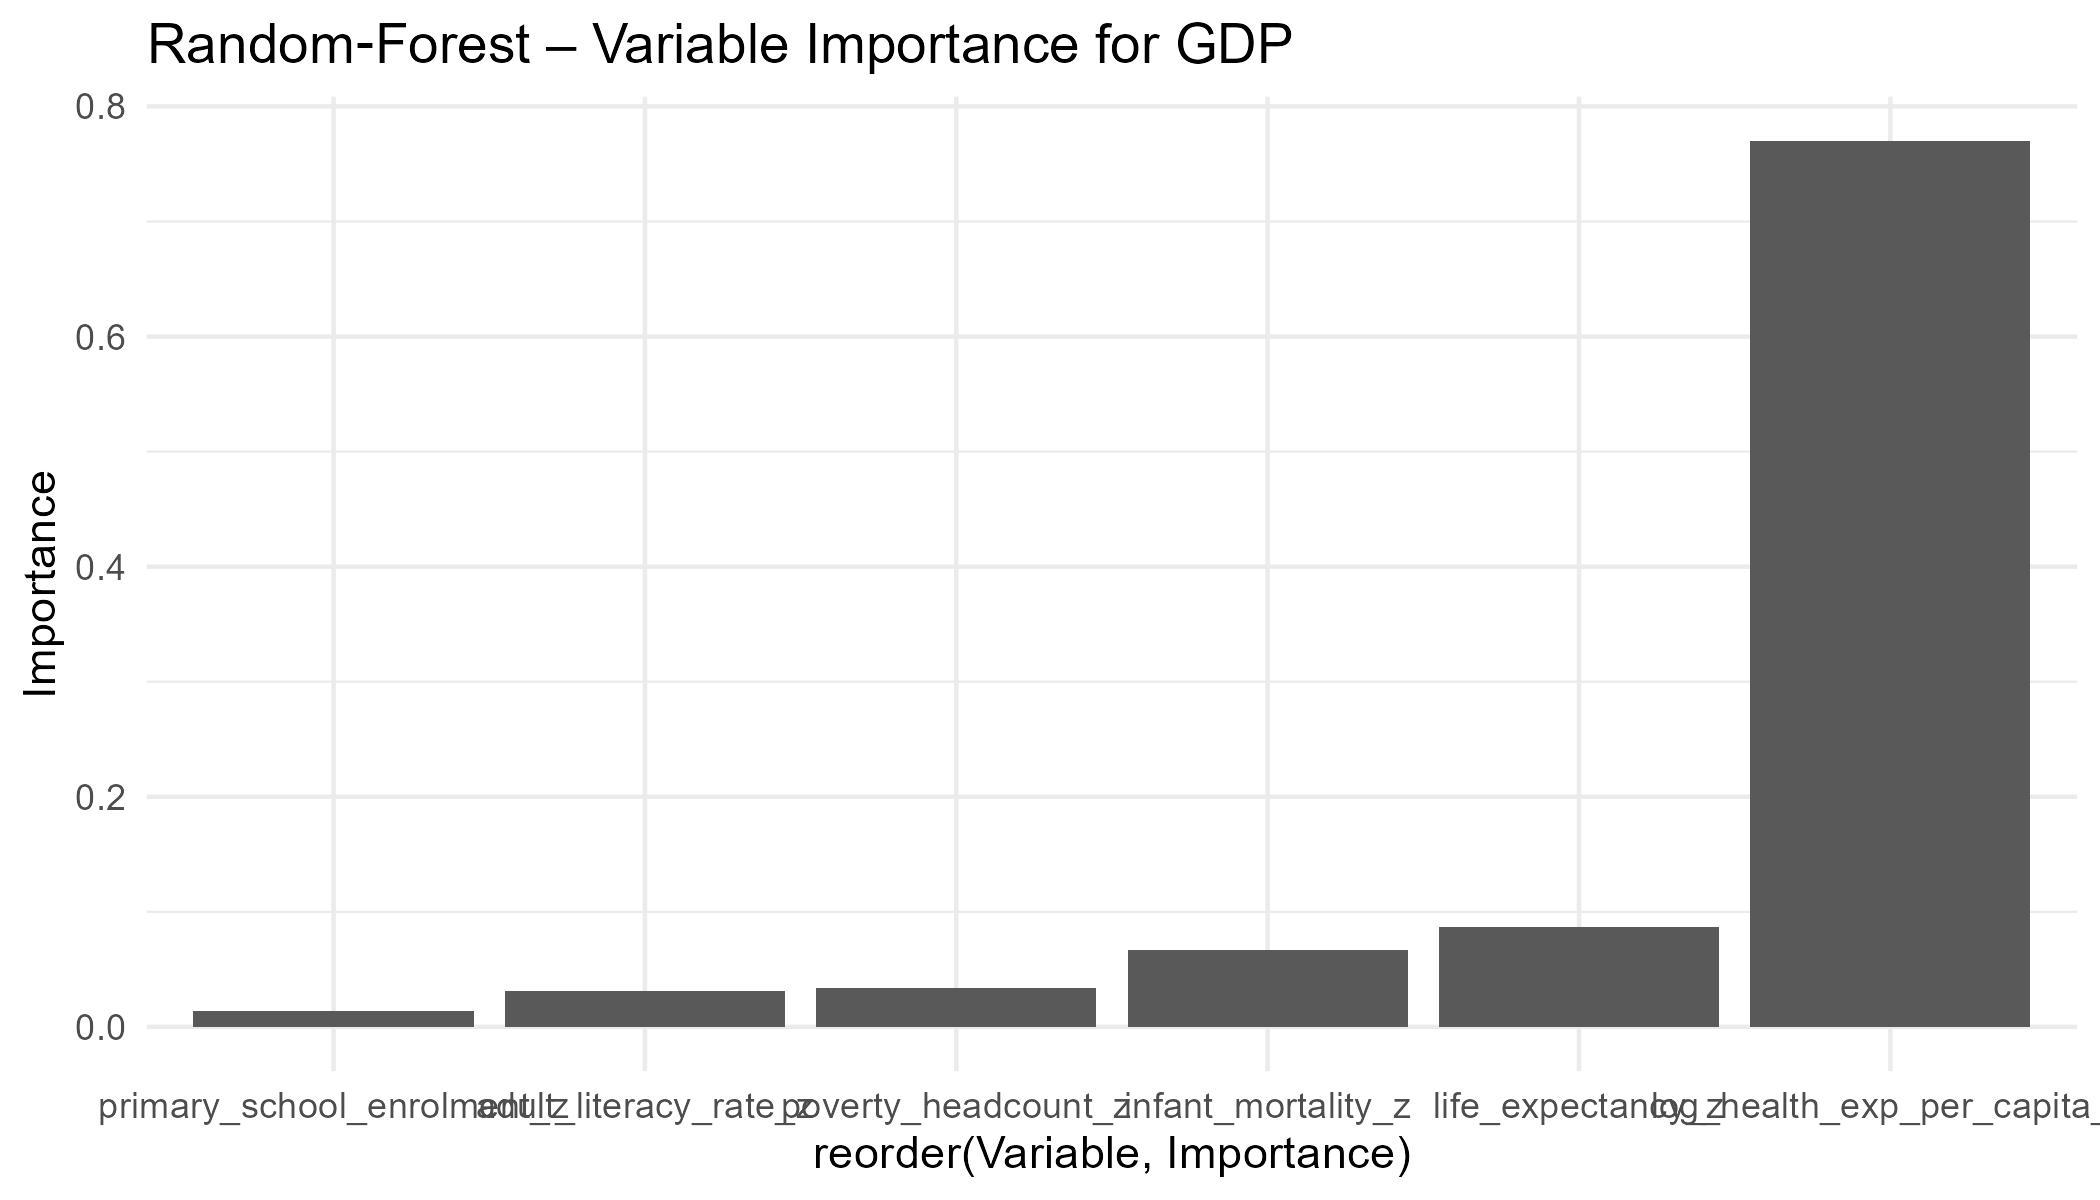 Random-Forest – Variable Importance for GDP
0.8
0.6
0.4
0.2
0.0
Importance
primary_school_enrolment_z adult_literacy_rate_z poverty_headcount_z infant_mortality_z life_expectancy_z log_health_exp_per_capita_
reorder(Variable, Importance)